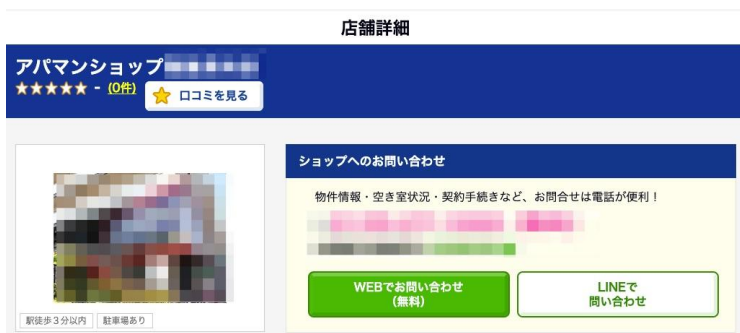 店舗詳細
アパマンショップ
★★★★★ - (0件)
口コミを見る
ショップへのお問い合わせ
物件情報・空き室状況・契約手続きなど、お問合せは電話が便利！
WEBでお問い合わせ
（無料）
LINEで
問い合わせ
駅徒歩３分以内
駐車場あり